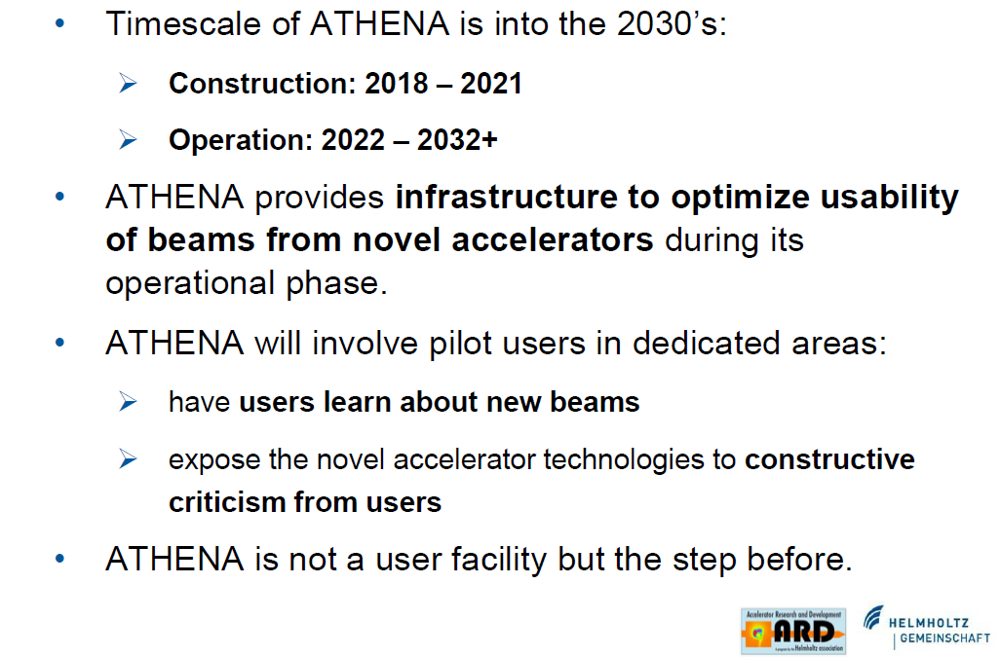 • Timescale of ATHENA is into the 2030’s:
➢ Construction: 2018 – 2021
➢ Operation: 2022 – 2032+
• ATHENA provides infrastructure to optimize usability
of beams from novel accelerators during its
operational phase.
• ATHENA will involve pilot users in dedicated areas:
➢ have users learn about new beams
➢ expose the novel accelerator technologies to constructive
criticism from users
• ATHENA is not a user facility but the step before.
Accelerator Research and Development
ARD
A program by the Helmholtz association
HELMHOLTZ
GEMEINSCHAFT